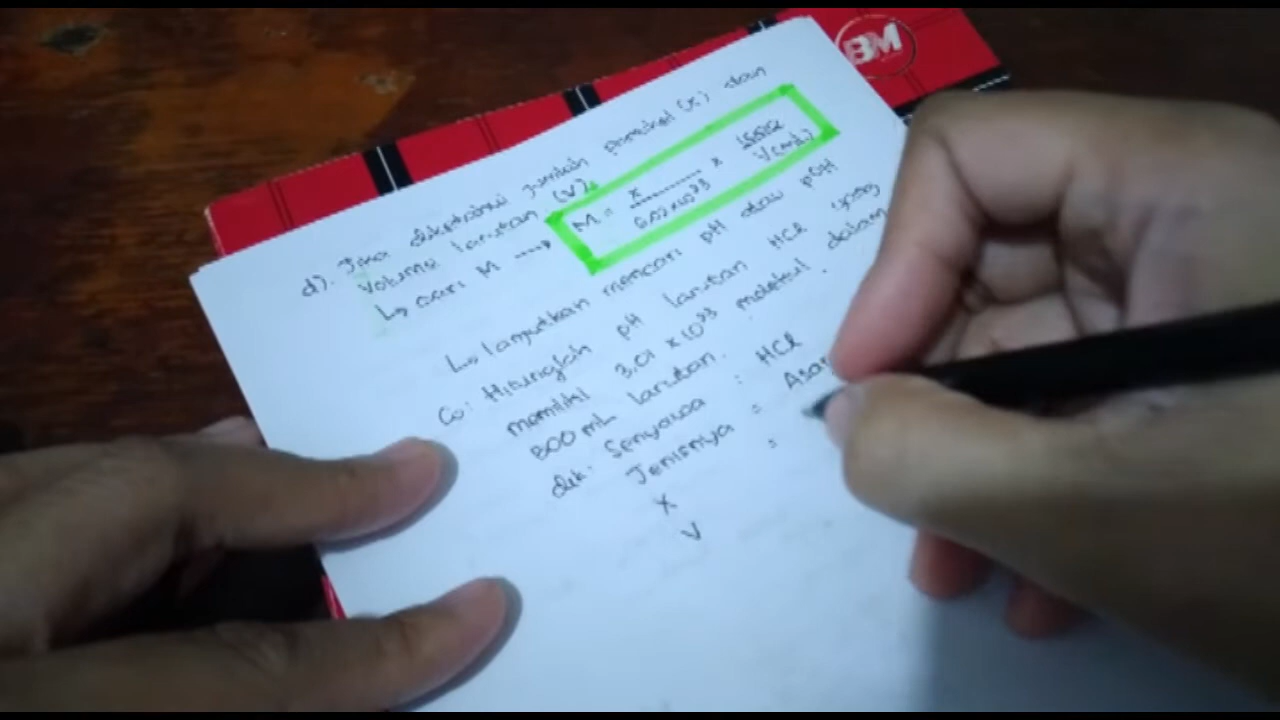 BM
d). Jika diketahui jumlah partikel (x) dan
Volume larutan (V).
↳ cari M ----> M = x / 6.02 x 10²³ x 1000 / V (mL)
↳ lanjutkan mencari pH atau pOH
Co: Hitunglah pH larutan HCl yang
memiliki 3,01 x 10²³ molekul dalam
500 mL larutan.
dik: Senyawa : HCl
Jenisnya : Asam
X =
V